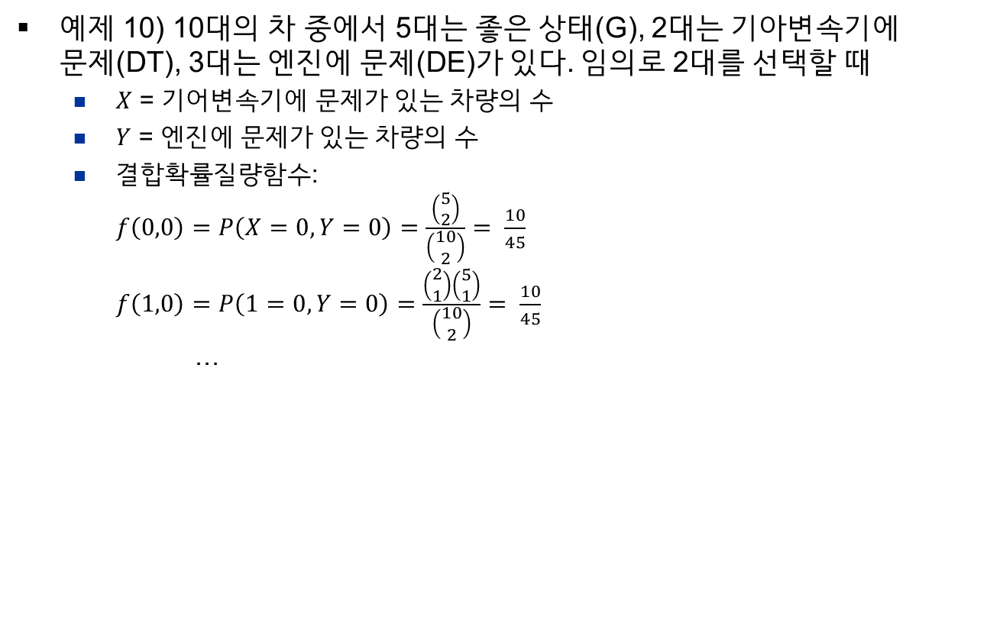 ▪ 예제 10) 10대의 차 중에서 5대는 좋은 상태(G), 2대는 기아변속기에
문제(DT), 3대는 엔진에 문제(DE)가 있다. 임의로 2대를 선택할 때
▪ X = 기어변속기에 문제가 있는 차량의 수
▪ Y = 엔진에 문제가 있는 차량의 수
▪ 결합확률질량함수:
f(0,0) = P(X = 0, Y = 0) = \frac{\binom{5}{2}}{\binom{10}{2}} = \frac{10}{45}
f(1,0) = P(1 = 0, Y = 0) = \frac{\binom{2}{1}\binom{5}{1}}{\binom{10}{2}} = \frac{10}{45}
…